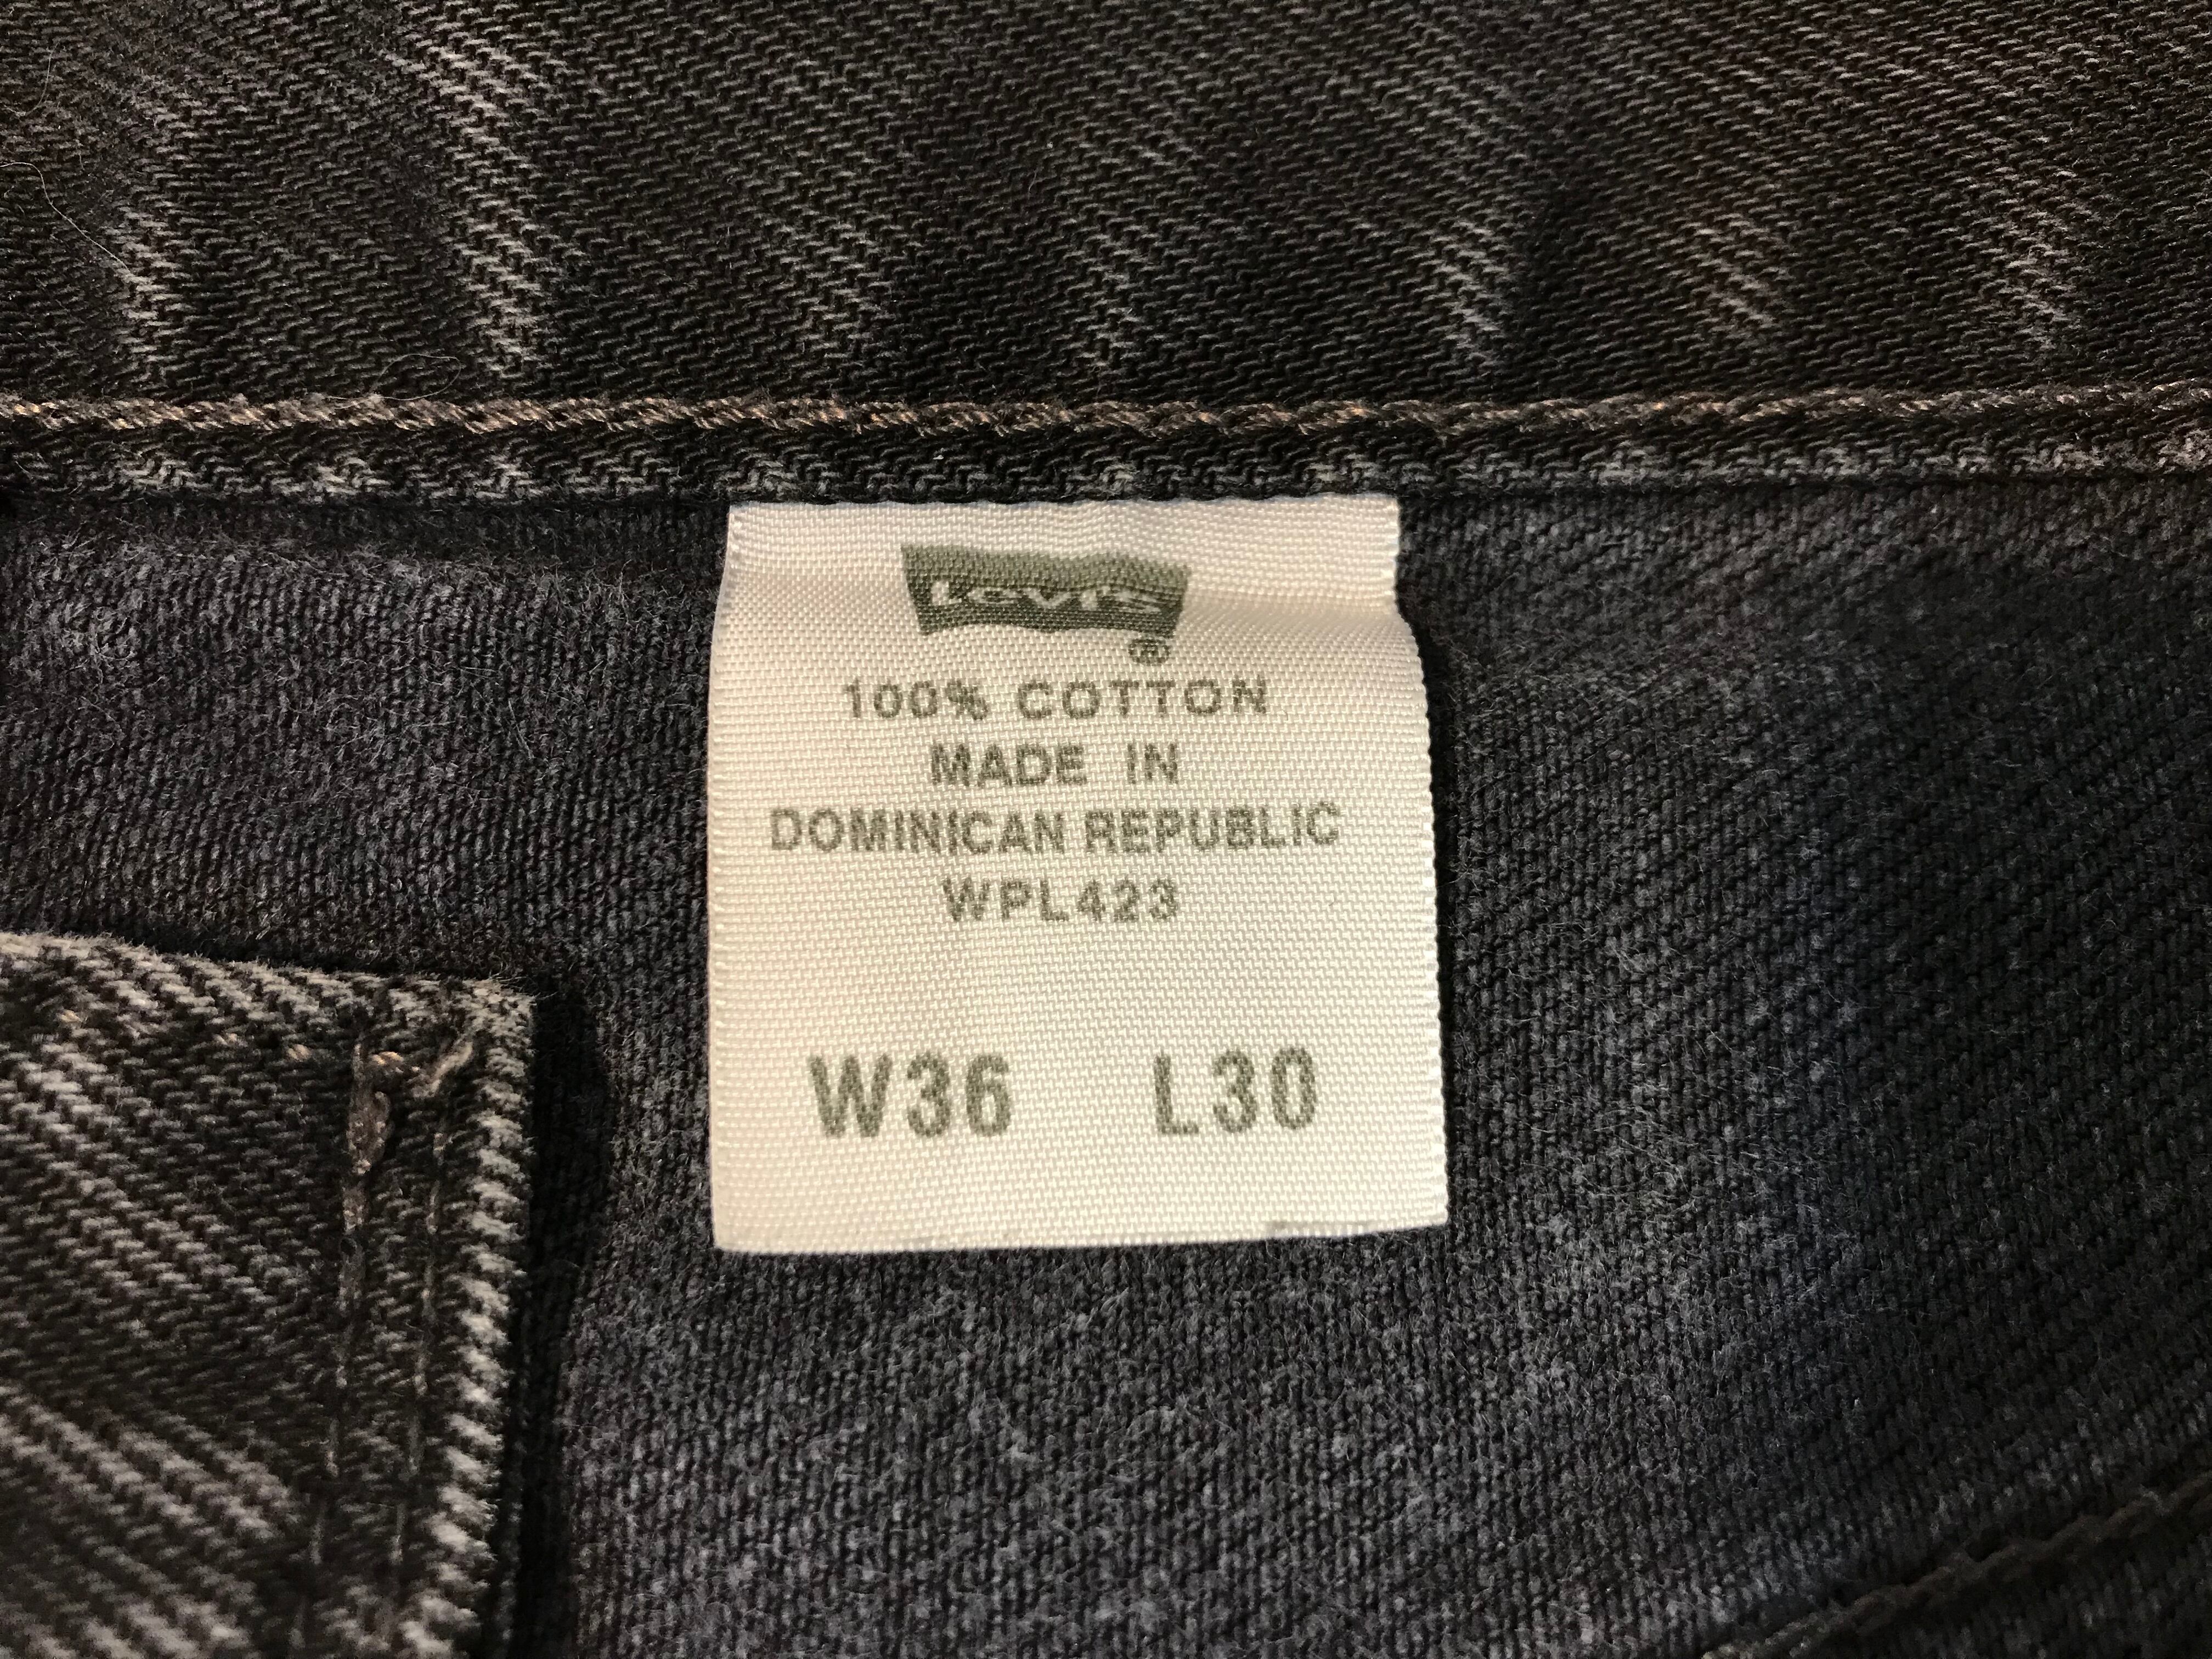 Levi's
®
100% COTTON
MADE IN
DOMINICAN REPUBLIC
WPL423
W36 L30